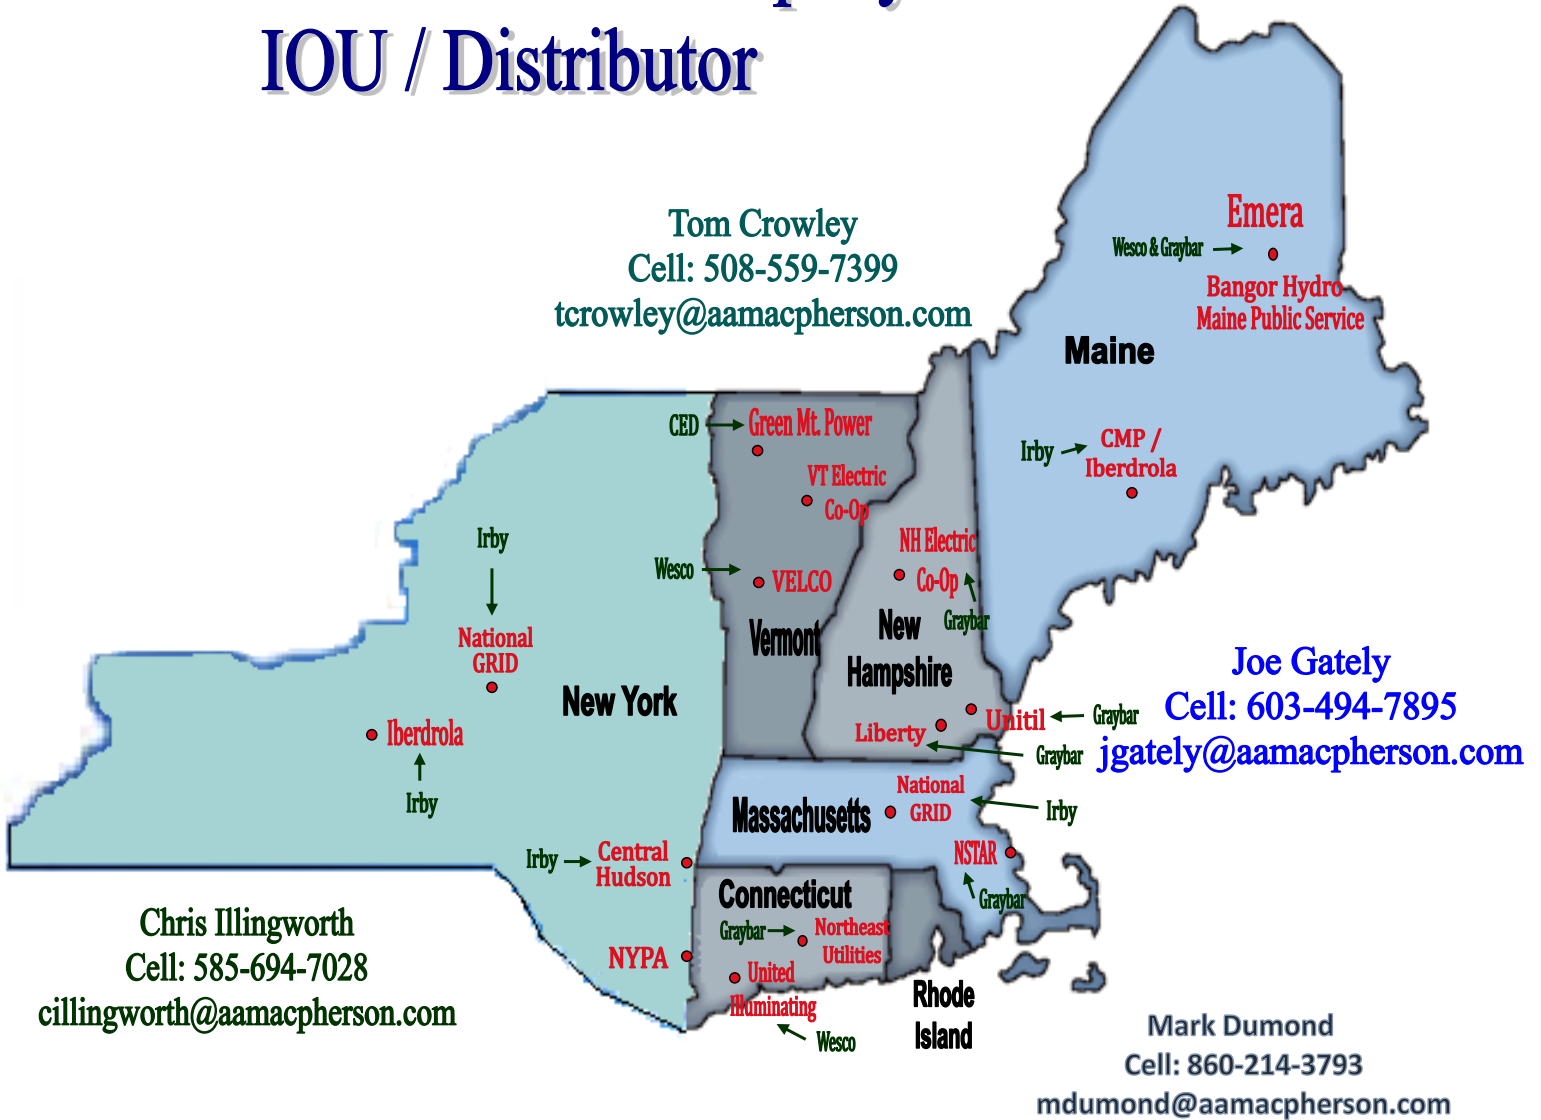 IOU / Distributor
Tom Crowley
Cell: 508-559-7399
tcrowley@aamacpherson.com
Emera
Wesco & Graybar
Bangor Hydro
Maine Public Service
Maine
CMP /
Iberdrola
Irby
CED
Green Mt. Power
VT Electric
Co-Op
Wesco
VELCO
Vermont
NH Electric
Co-Op
Graybar
New
Hampshire
Unitil
Graybar
Liberty
Graybar
Irby
National
GRID
New York
Iberdrola
Irby
Irby
Central
Hudson
NYPA
Joe Gately
Cell: 603-494-7895
jgately@aamacpherson.com
Massachusetts
National
GRID
Irby
NSTAR
Graybar
Connecticut
Graybar
Northeast
Utilities
United
Illuminating
Wesco
Rhode
Island
Chris Illingworth
Cell: 585-694-7028
cillingworth@aamacpherson.com
Mark Dumond
Cell: 860-214-3793
mdumond@aamacpherson.com